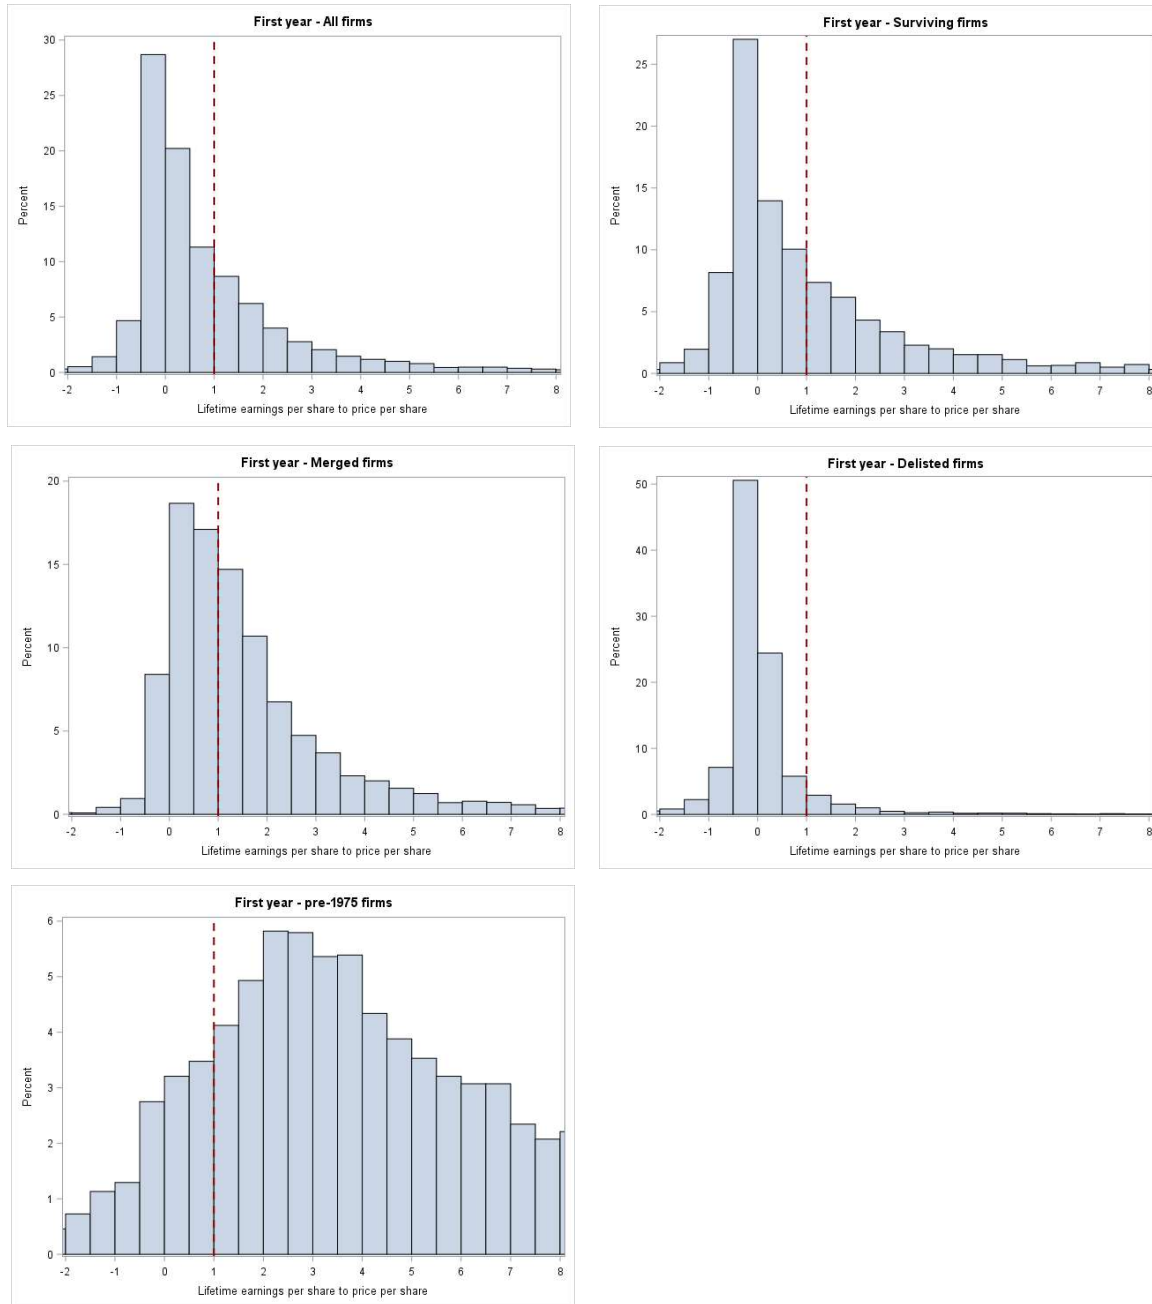 First year - All firms
30
25
20
15
10
5
0
Percent
-2 -1 0 1 2 3 4 5 6 7 8
Lifetime earnings per share to price per share
First year - Surviving firms
25
20
15
10
5
0
Percent
-2 -1 0 1 2 3 4 5 6 7 8
Lifetime earnings per share to price per share
First year - Merged firms
20
15
10
5
0
Percent
-2 -1 0 1 2 3 4 5 6 7 8
Lifetime earnings per share to price per share
First year - Delisted firms
50
40
30
20
10
0
Percent
-2 -1 0 1 2 3 4 5 6 7 8
Lifetime earnings per share to price per share
First year - pre-1975 firms
6
5
4
3
2
1
0
Percent
-2 -1 0 1 2 3 4 5 6 7 8
Lifetime earnings per share to price per share